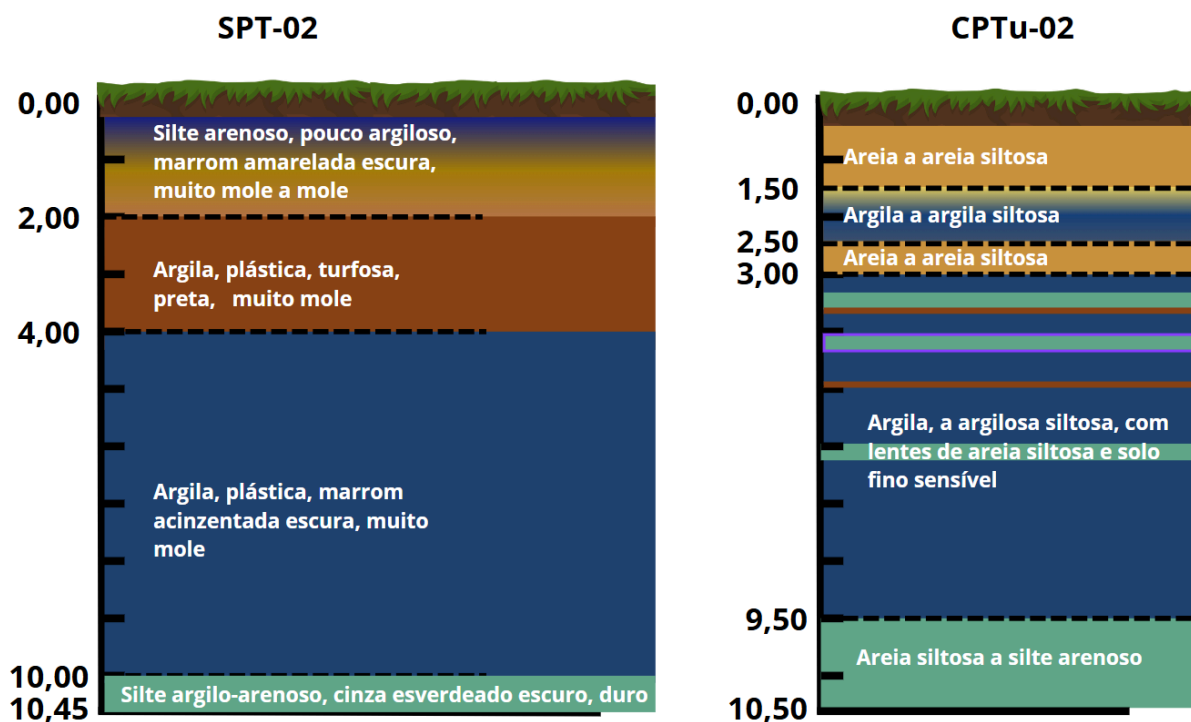 SPT-02
0,00
Silte arenoso, pouco argiloso,
marrom amarelada escura,
muito mole a mole
2,00
Argila, plástica, turfosa,
preta, muito mole
4,00
Argila, plástica, marrom
acinzentada escura, muito
mole
10,00
Silte argilo-arenoso, cinza esverdeado escuro, duro
10,45
CPTu-02
0,00
Areia a areia siltosa
1,50
Argila a argila siltosa
2,50
Areia a areia siltosa
3,00
Argila, a argilosa siltosa, com
lentes de areia siltosa e solo
fino sensível
9,50
Areia siltosa a silte arenoso
10,50